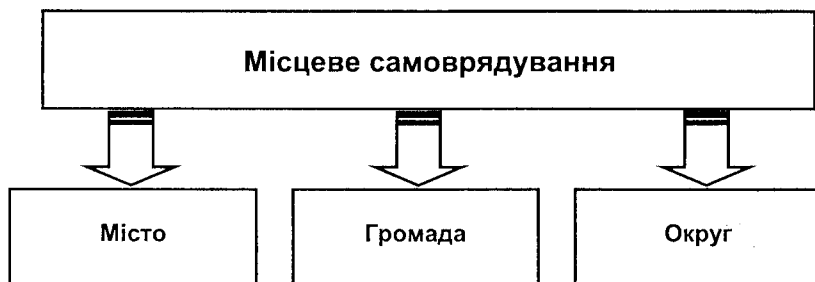 Місцеве самоврядування
Місто
Громада
Округ